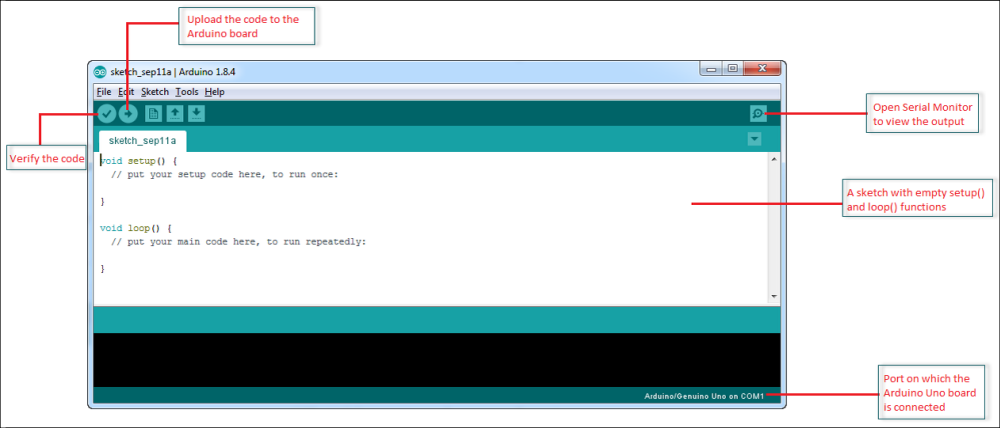 Upload the code to the
Arduino board
sketch_sep11a | Arduino 1.8.4
File Edit Sketch Tools Help
Open Serial Monitor
to view the output
sketch_sep11a
Verify the code
void setup() {
// put your setup code here, to run once:
}
A sketch with empty setup()
and loop() functions
void loop() {
// put your main code here, to run repeatedly:
}
Port on which the
Arduino Uno board
is connected
Arduino/Genuino Uno on COM1